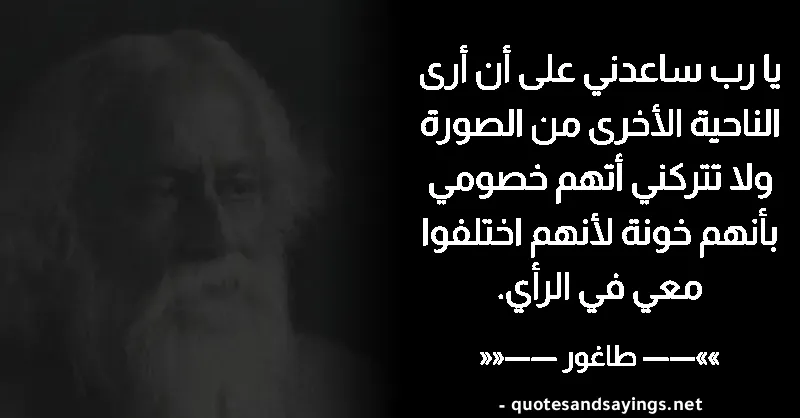 يا رب ساعدني على أن أرى
الناحية الأخرى من الصورة
ولا تتركني أتهم خصومي
بأنهم خونة لأنهم اختلفوا
معي في الرأي.
»»—— طاغور ——««
- quotesandsayings.net